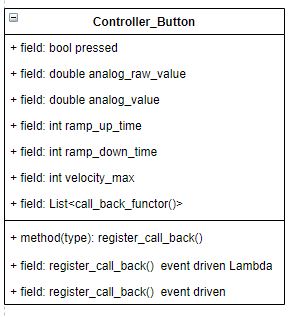 Controller_Button
+ field: bool pressed
+ field: double analog_raw_value
+ field: double analog_value
+ field: int ramp_up_time
+ field: int ramp_down_time
+ field: int velocity_max
+ field: List<call_back_functor()>
+ method(type): register_call_back()
+ field: register_call_back()  event driven Lambda
+ field: register_call_back()  event driven